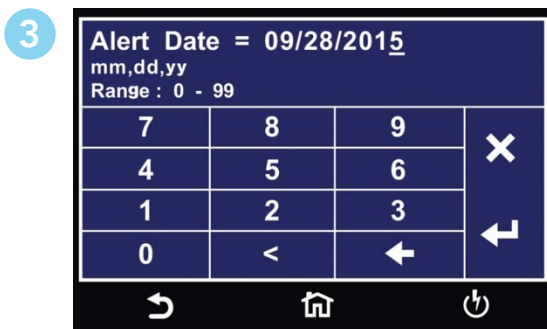 3
Alert Date = 09/28/2015
mm,dd,yy
Range : 0 - 99
7 8 9
4 5 6
1 2 3
0 <